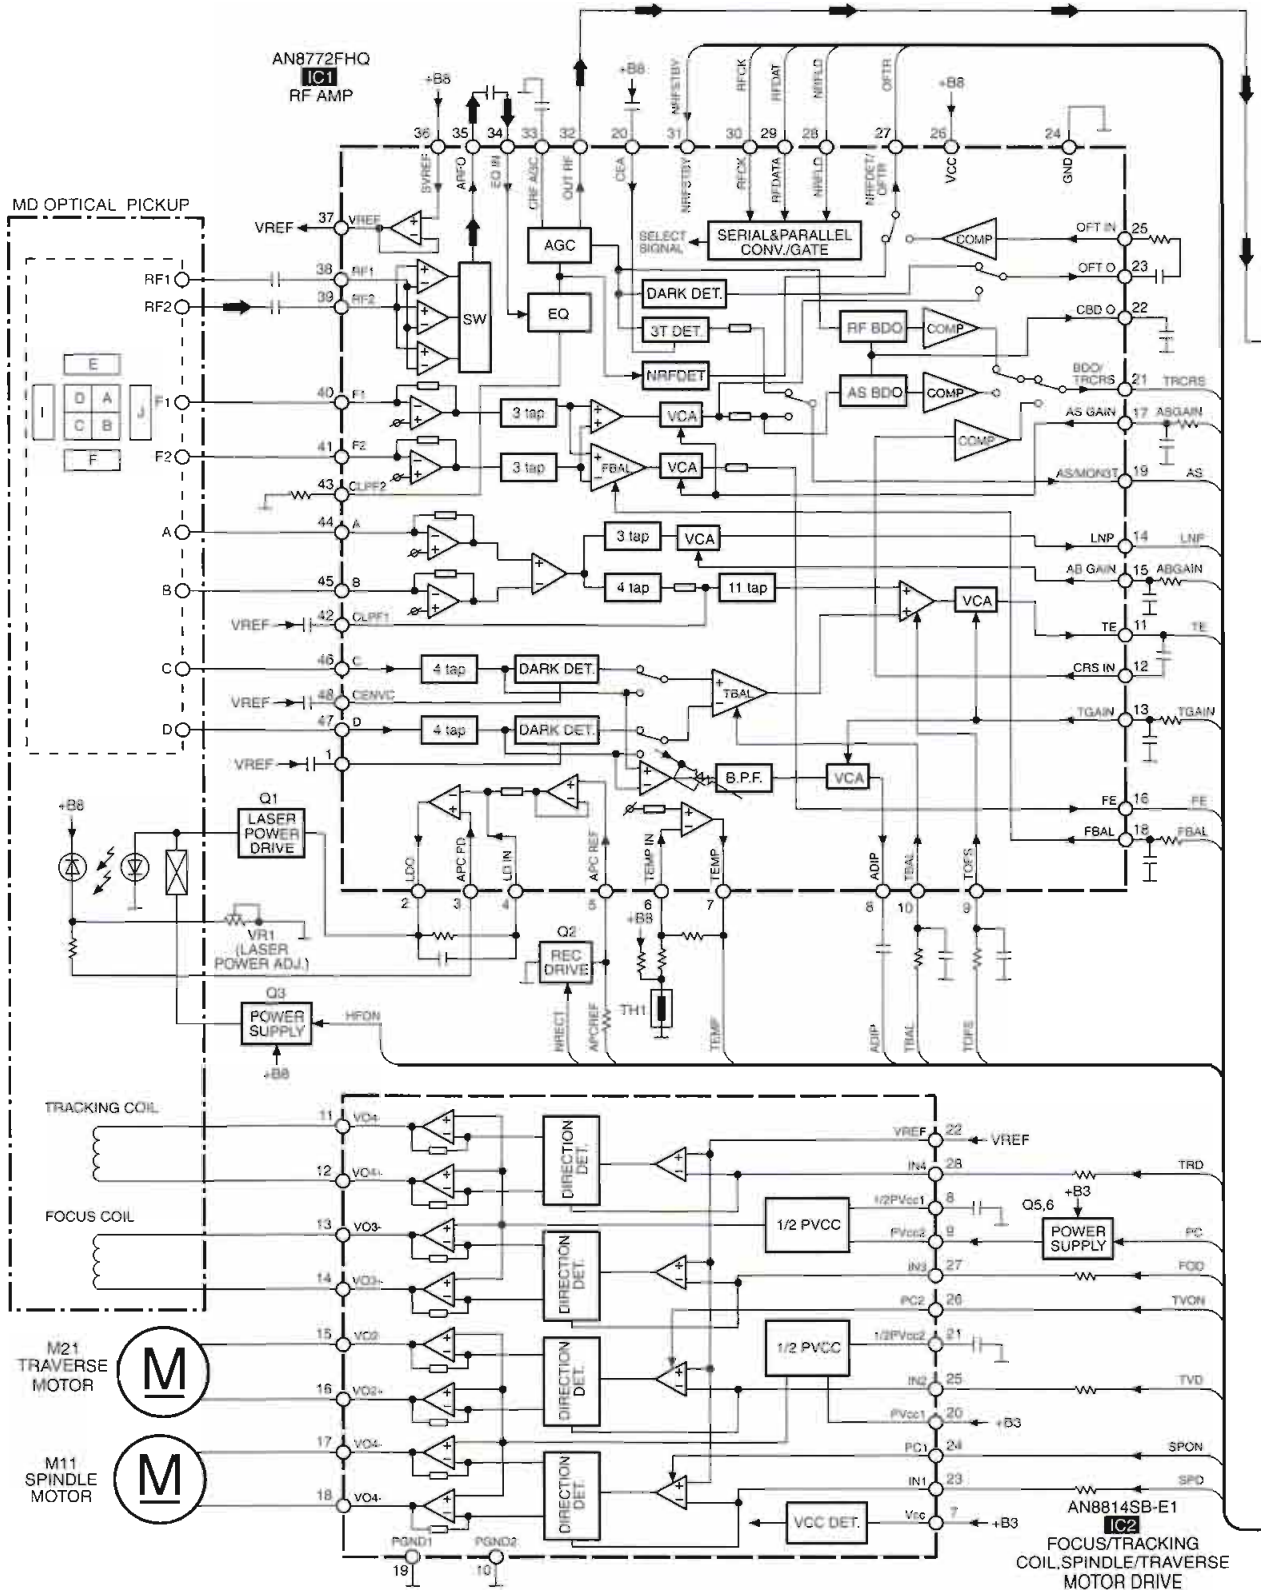 AN8772FHQ
IC1
RF AMP
+B8
+B8
+B8
NRFSTBY
RFCK
RFDAT
NRFLD
OFTR
36
35
34
33
32
20
31
30
29
28
27
26
24
SVREF
ARFO
EQ IN
CRF AGC
OUT RF
CEA
NRFSTBY
RFCK
RFDATA
NRFLD
NRFDET/
OFTR
VCC
GND
MD OPTICAL PICKUP
VREF
37
VREF
RF1
38
RF1
RF2
39
RF2
SW
AGC
EQ
SELECT
SIGNAL
SERIAL&PARALLEL
CONV./GATE
DARK DET.
3T DET.
NRFDET
COMP
OFT IN
25
OFT O
23
CBD O
22
RF BDO
COMP
AS BDO
COMP
COMP
BDO/
TRCRS
21
TRCRS
AS GAIN
17
ASGAIN
AS/MON3T
19
AS
E
I
D
A
C
B
J
F
F1
40
F1
3 tap
VCA
F2
41
F2
3 tap
FBAL
VCA
43
CLPF2
A
44
A
3 tap
VCA
LNP
14
LNP
B
45
B
4 tap
11 tap
AB GAIN
15
ABGAIN
VCA
VREF
42
CLPF1
TE
11
TE
C
46
C
4 tap
DARK DET.
TBAL
CRS IN
12
VREF
48
CENVC
D
47
D
4 tap
DARK DET.
TGAIN
13
TGAIN
VREF
1
B.P.F.
VCA
FE
16
FE
FBAL
18
FBAL
+B8
Q1
LASER
POWER
DRIVE
LDO
APC PD
LD IN
APC REF
TEMP IN
TEMP
ADIP
TBAL
TOFS
2
3
4
5
6
7
8
10
9
VR1
(LASER
POWER ADJ.)
Q2
REC
DRIVE
+B8
TH1
Q3
POWER
SUPPLY
HFON
+B8
NRECT
APCREF
TEMP
ADIP
TBAL
TOFS
TRACKING COIL
11
VO4-
12
VO4+
DIRECTION
DET.
VREF
22
VREF
IN4
28
TRD
1/2PVcc1
8
+B3
Q5,6
POWER
SUPPLY
1/2 PVCC
PVcc2
9
PC
FOCUS COIL
13
VO3-
14
VO3+
DIRECTION
DET.
IN3
27
FOD
PC2
26
TVON
1/2 PVCC
1/2PVcc2
21
M21
TRAVERSE
MOTOR
M
15
VO2-
16
VO2+
DIRECTION
DET.
IN2
25
TVD
PVcc1
20
+B3
M11
SPINDLE
MOTOR
M
17
VO4-
18
VO4-
DIRECTION
DET.
PC1
24
SPON
IN1
23
SPD
VCC DET.
Vcc
7
+B3
PGND1
19
PGND2
10
AN8814SB-E1
IC2
FOCUS/TRACKING
COIL,SPINDLE/TRAVERSE
MOTOR DRIVE